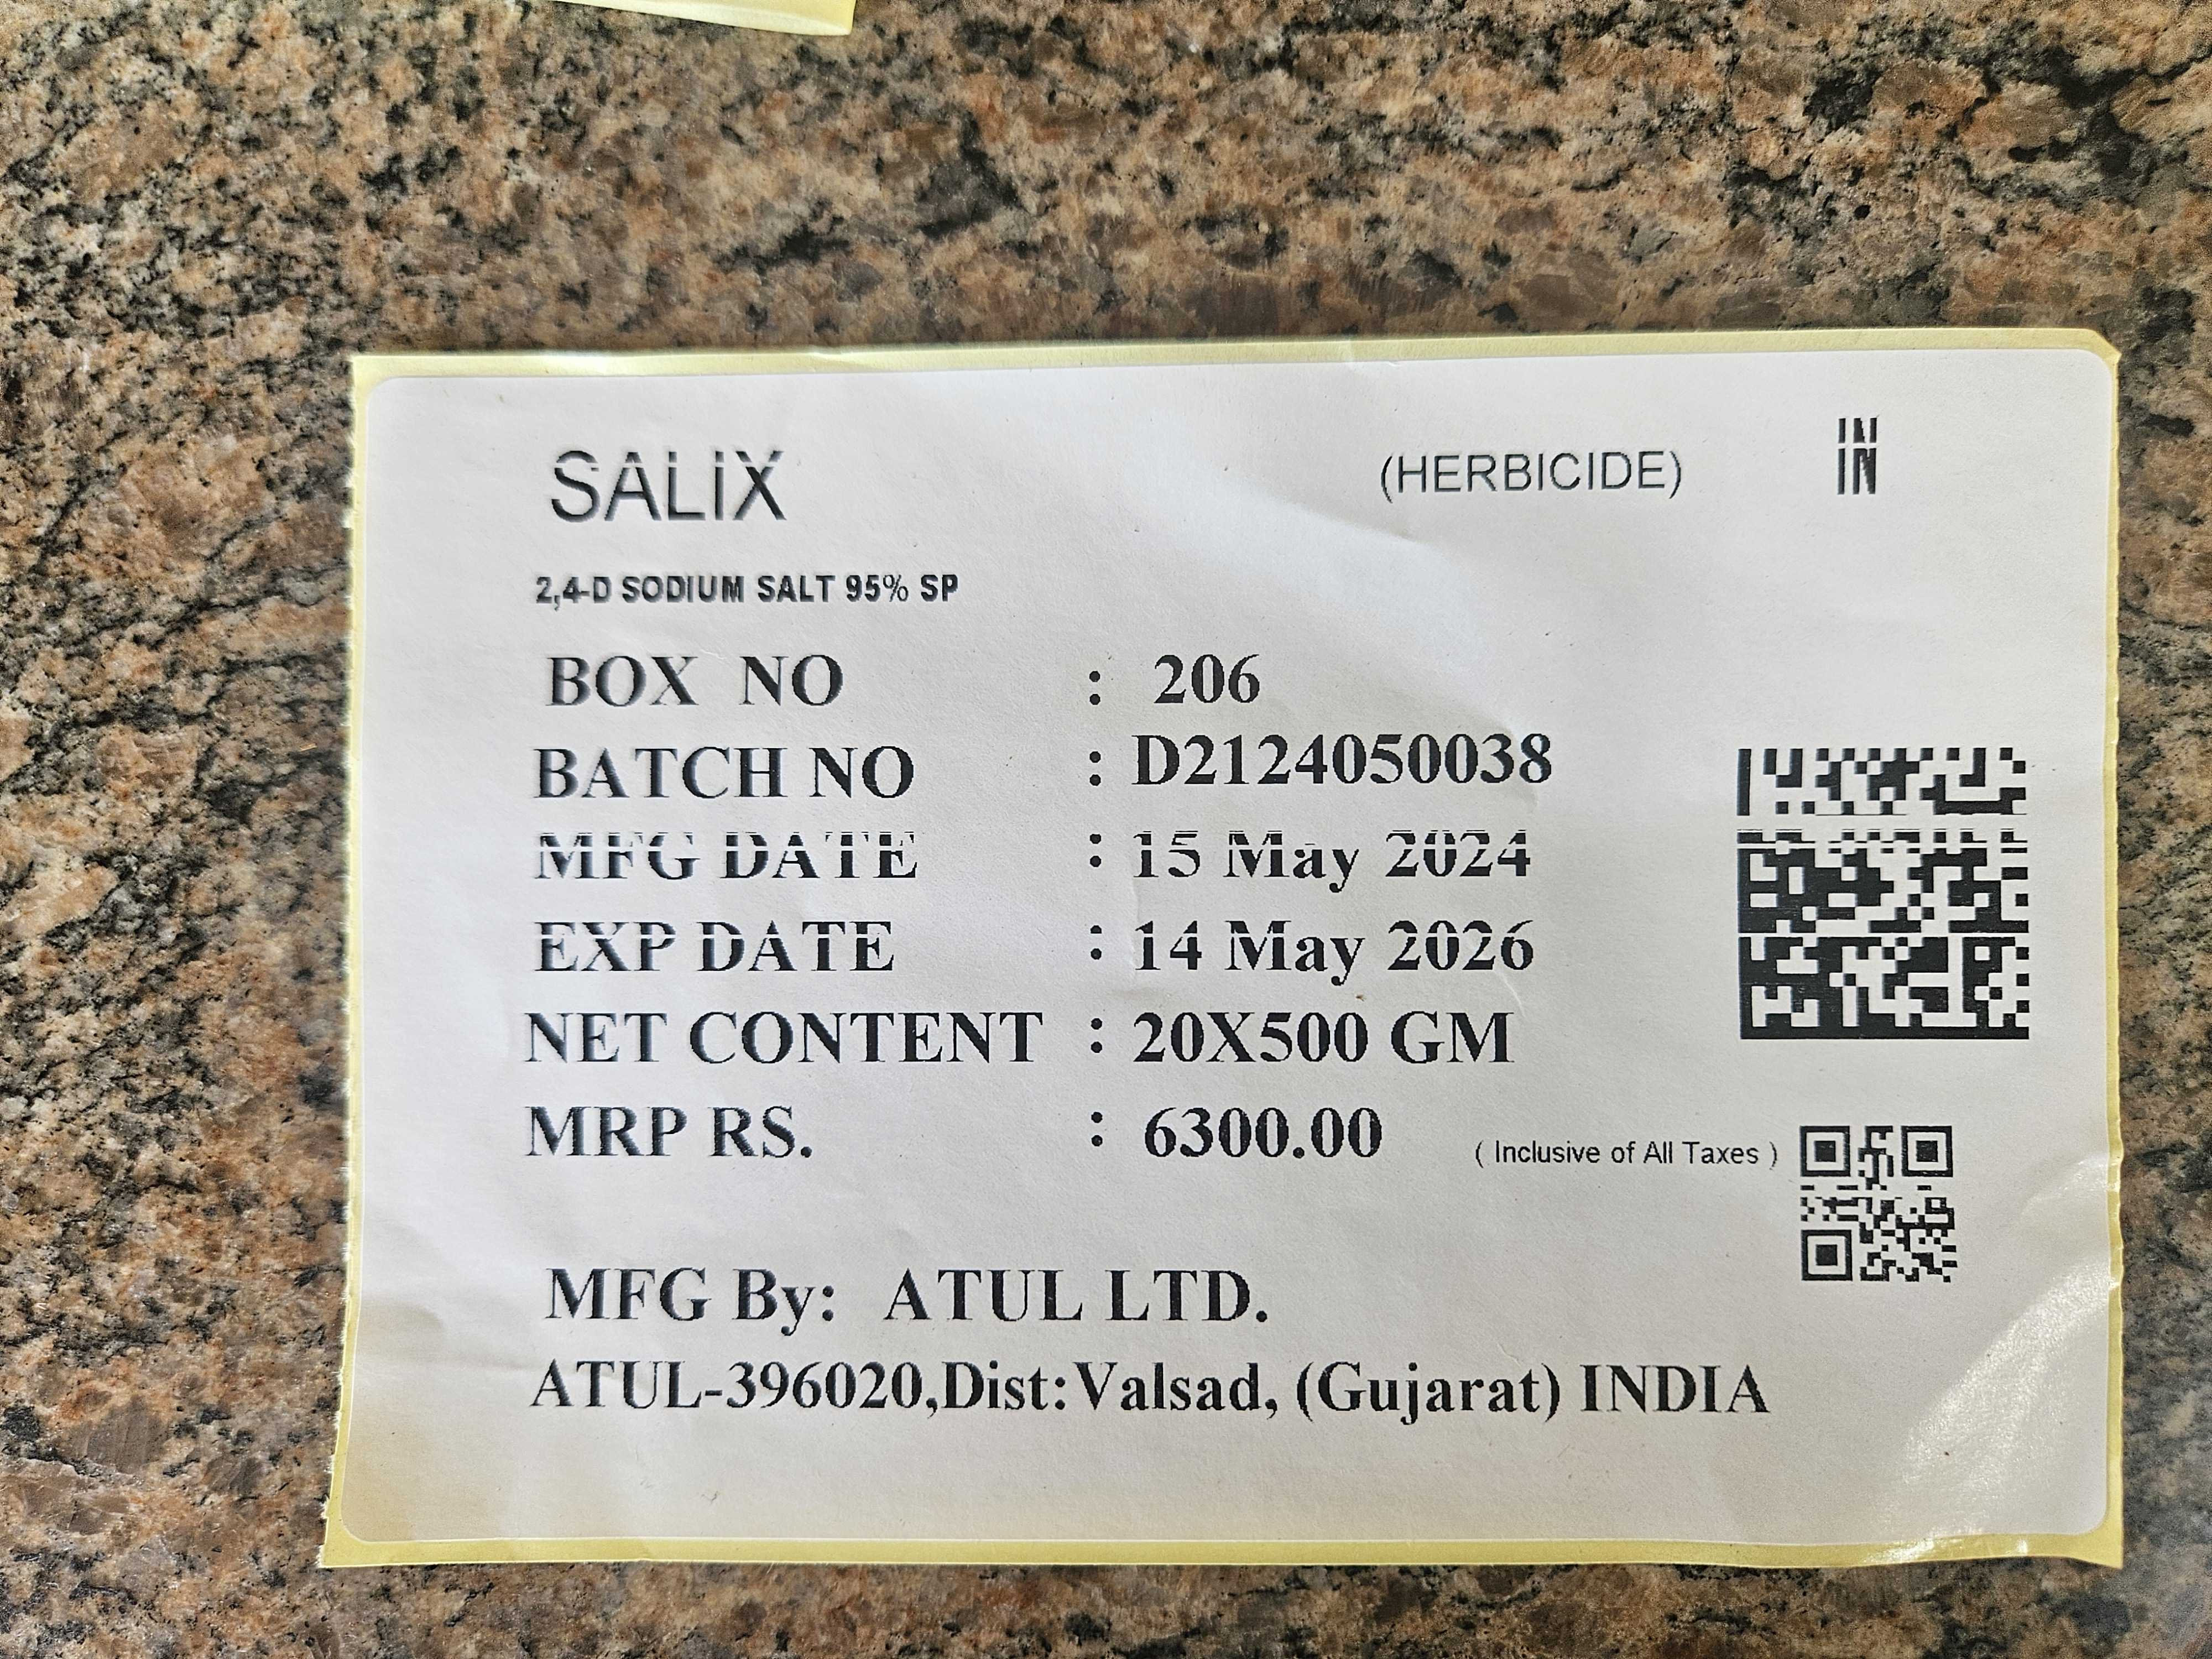 SALIX (HERBICIDE) IN
2,4-D SODIUM SALT 95% SP
BOX NO : 206
BATCH NO : D2124050038
MFG DATE : 15 May 2024
EXP DATE : 14 May 2026
NET CONTENT : 20X500 GM
MRP RS. : 6300.00 ( Inclusive of All Taxes )
MFG By: ATUL LTD.
ATUL-396020,Dist:Valsad, (Gujarat) INDIA